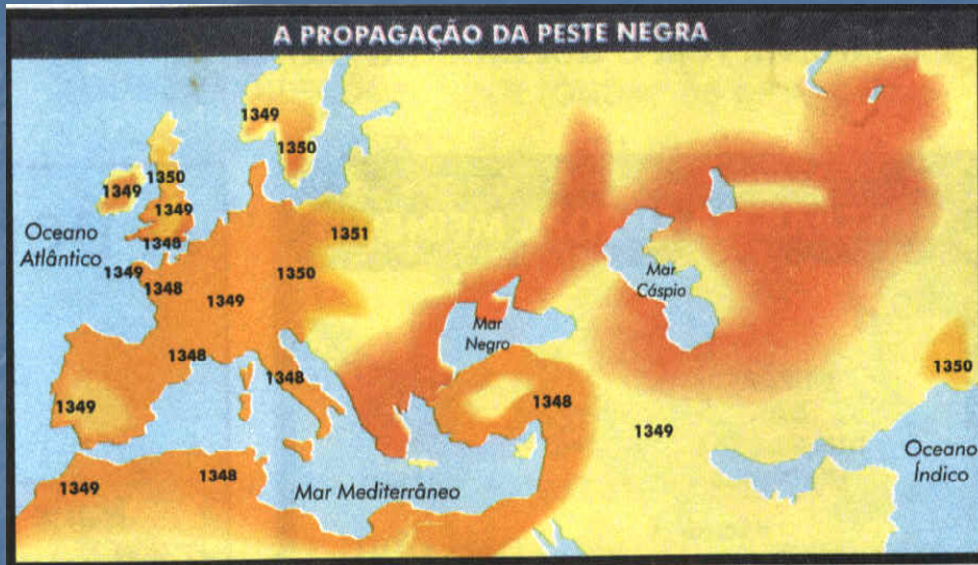 A PROPAGAÇÃO DA PESTE NEGRA
1349
1350
1350
1349
1349
1348
Oceano
Atlântico
1351
1349
1348
1350
1349
Mar
Cáspio
Mar
Negro
1348
1348
1350
1349
1348
1349
Oceano
Índico
1348
1349
Mar Mediterrâneo